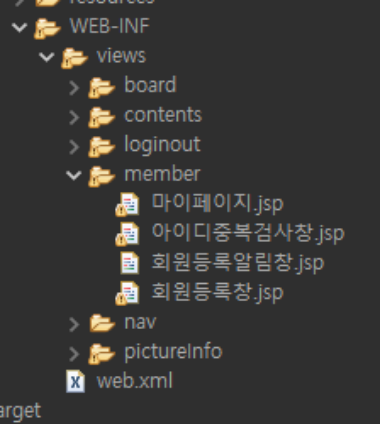 resources
WEB-INF
views
board
contents
loginout
member
마이페이지.jsp
아이디중복검사창.jsp
회원등록알림창.jsp
회원등록창.jsp
nav
pictureInfo
web.xml
arget